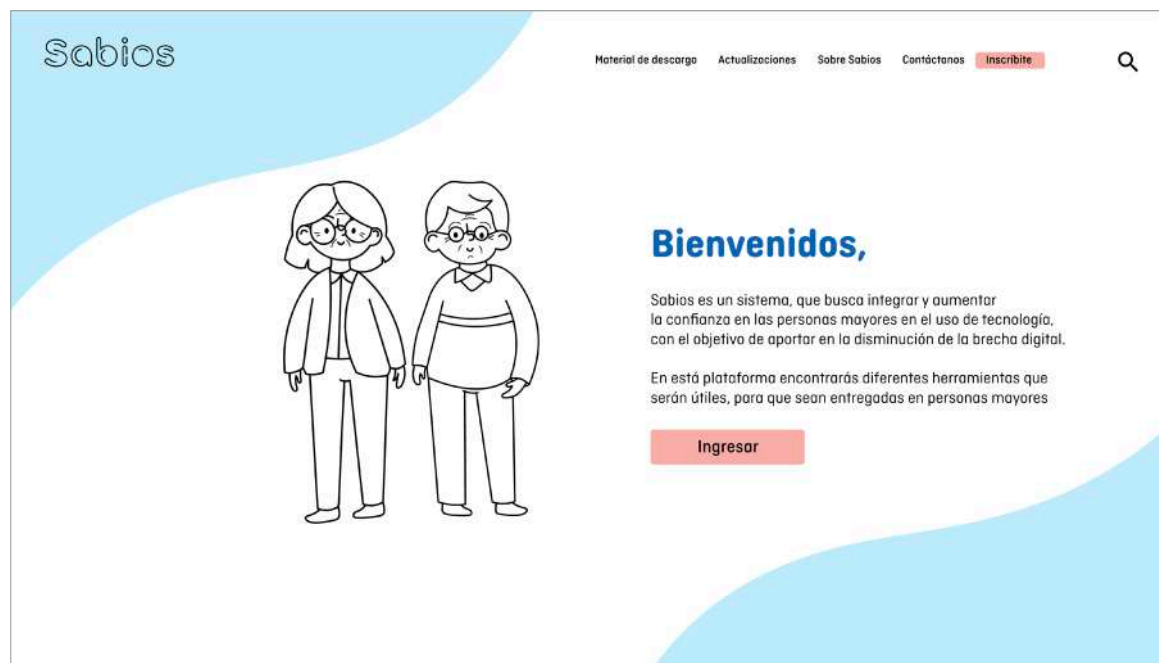 Sabios
Material de descarga Actualizaciones Sobre Sabios Contáctanos Inscribite
Bienvenidos,
Sabios es un sistema, que busca integrar y aumentar
la confianza en las personas mayores en el uso de tecnología,
con el objetivo de aportar en la disminución de la brecha digital.
En está plataforma encontrarás diferentes herramientas que
serán útiles, para que sean entregadas en personas mayores
Ingresar